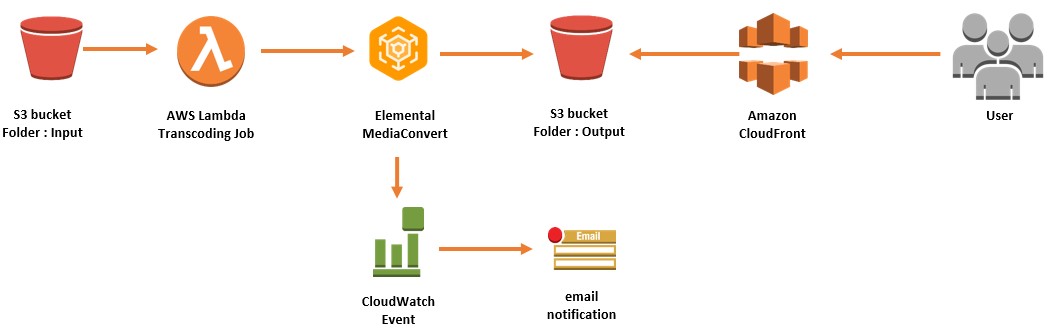 S3 bucket
Folder : Input
AWS Lambda
Transcoding Job
Elemental
MediaConvert
S3 bucket
Folder : Output
Amazon
CloudFront
User
CloudWatch
Event
Email
email
notification